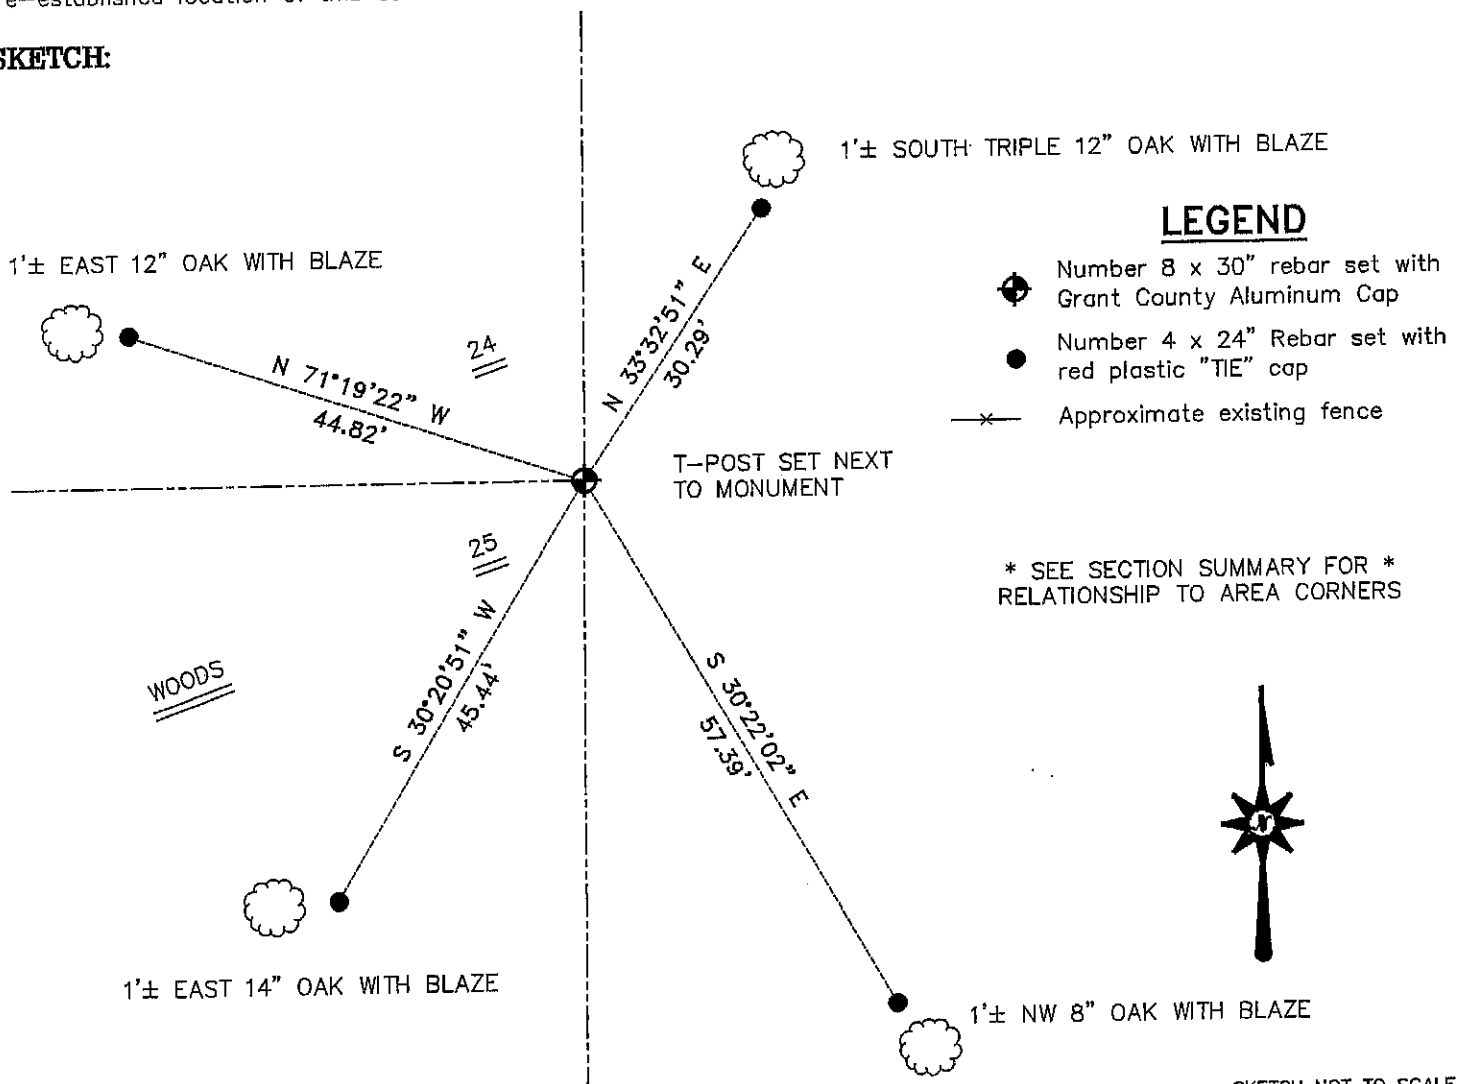 SKETCH:
1'± SOUTH TRIPLE 12" OAK WITH BLAZE
LEGEND
Number 8 x 30" rebar set with
Grant County Aluminum Cap
Number 4 x 24" Rebar set with
red plastic "TIE" cap
Approximate existing fence
1'± EAST 12" OAK WITH BLAZE
N 71°19'22" W
44.82'
24
N 33°32'51" E
30.29'
T-POST SET NEXT
TO MONUMENT
25
* SEE SECTION SUMMARY FOR *
RELATIONSHIP TO AREA CORNERS
WOODS
S 30°20'51" W
45.44'
S 30°22'02" E
57.39'
N
1'± EAST 14" OAK WITH BLAZE
1'± NW 8" OAK WITH BLAZE
SKETCH NOT TO SCALE